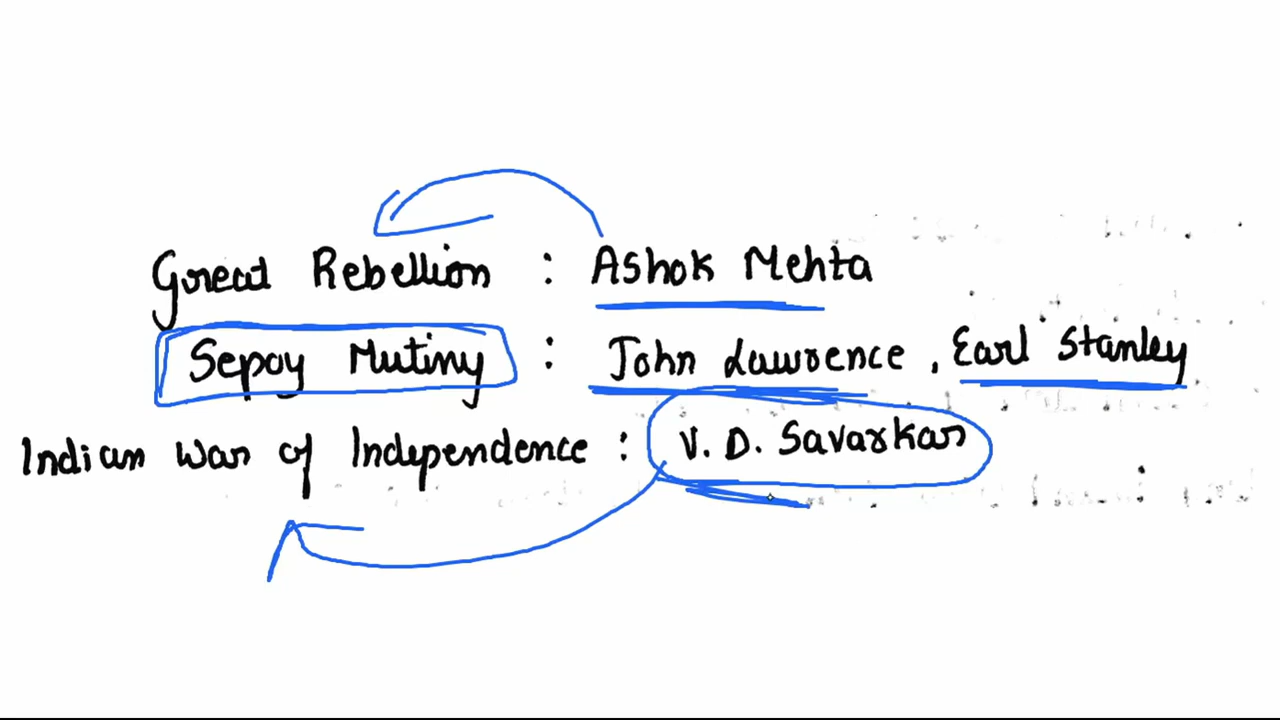 Great Rebellion : Ashok Mehta
Sepoy Mutiny : John Lawrence, Earl Stanley
Indian War of Independence : V. D. Savarkar